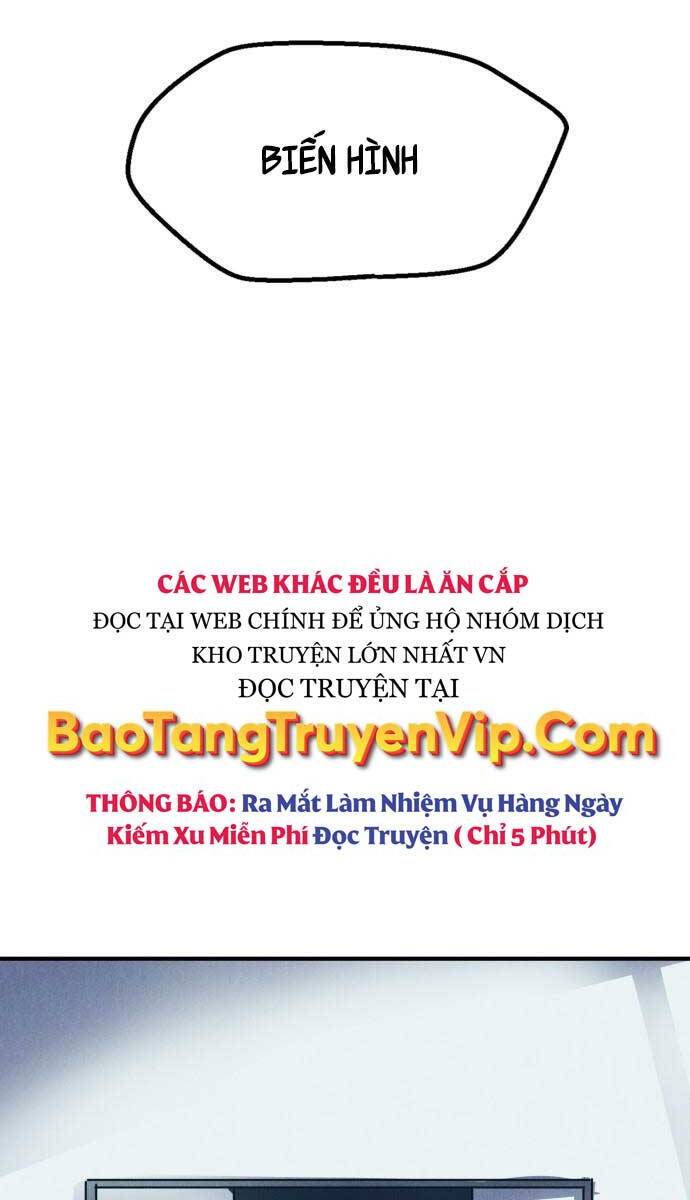 BIẾN HÌNH
CÁC WEB KHÁC ĐỀU LÀ ĂN CẮP
ĐỌC TẠI WEB CHÍNH ĐỂ ỦNG HỘ NHÓM DỊCH
KHO TRUYỆN LỚN NHẤT VN
ĐỌC TRUYỆN TẠI
BaoTangTruyenVip.Com
THÔNG BÁO: Ra Mắt Làm Nhiệm Vụ Hàng Ngày
Kiếm Xu Miễn Phí Đọc Truyện ( Chỉ 5 Phút)